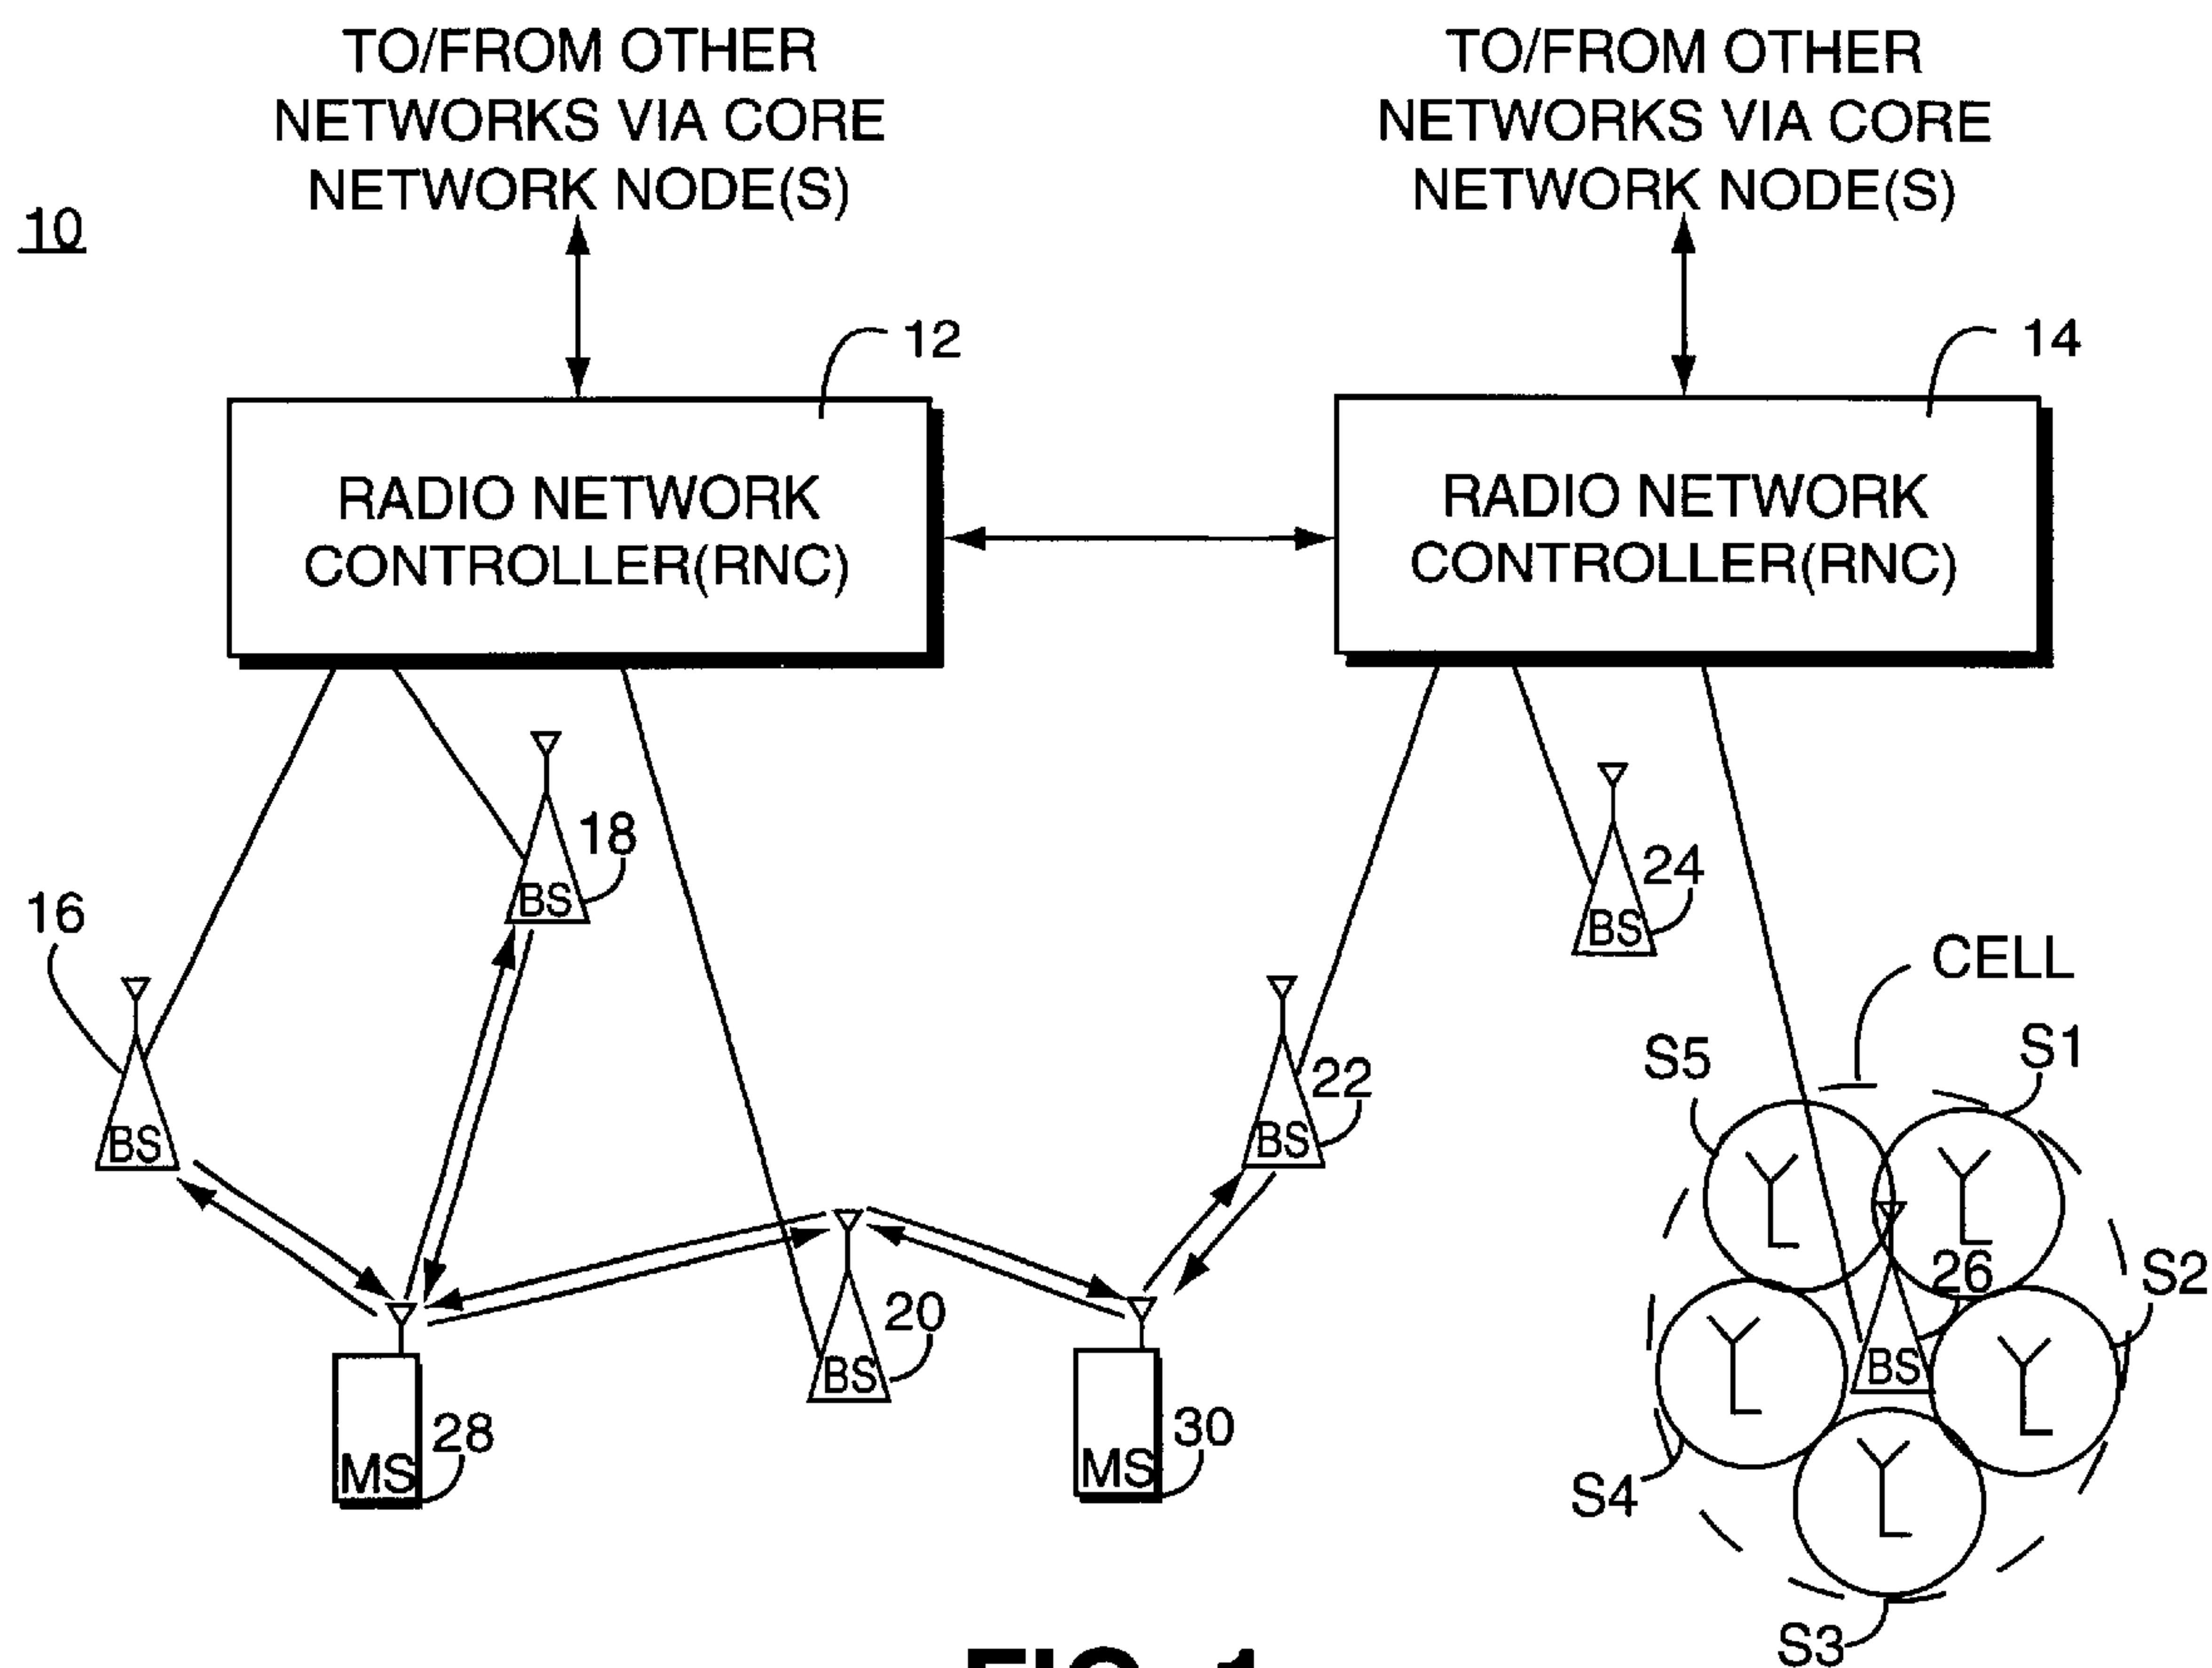 TO/FROM OTHER
NETWORKS VIA CORE
NETWORK NODE(S)
TO/FROM OTHER
NETWORKS VIA CORE
NETWORK NODE(S)
10
12
14
RADIO NETWORK
CONTROLLER(RNC)
RADIO NETWORK
CONTROLLER(RNC)
18
BS
24
BS
16
BS
CELL
S1
S5
22
BS
26
BS
S2
20
BS
28
MS
30
MS
S4
S3
FIG. 1